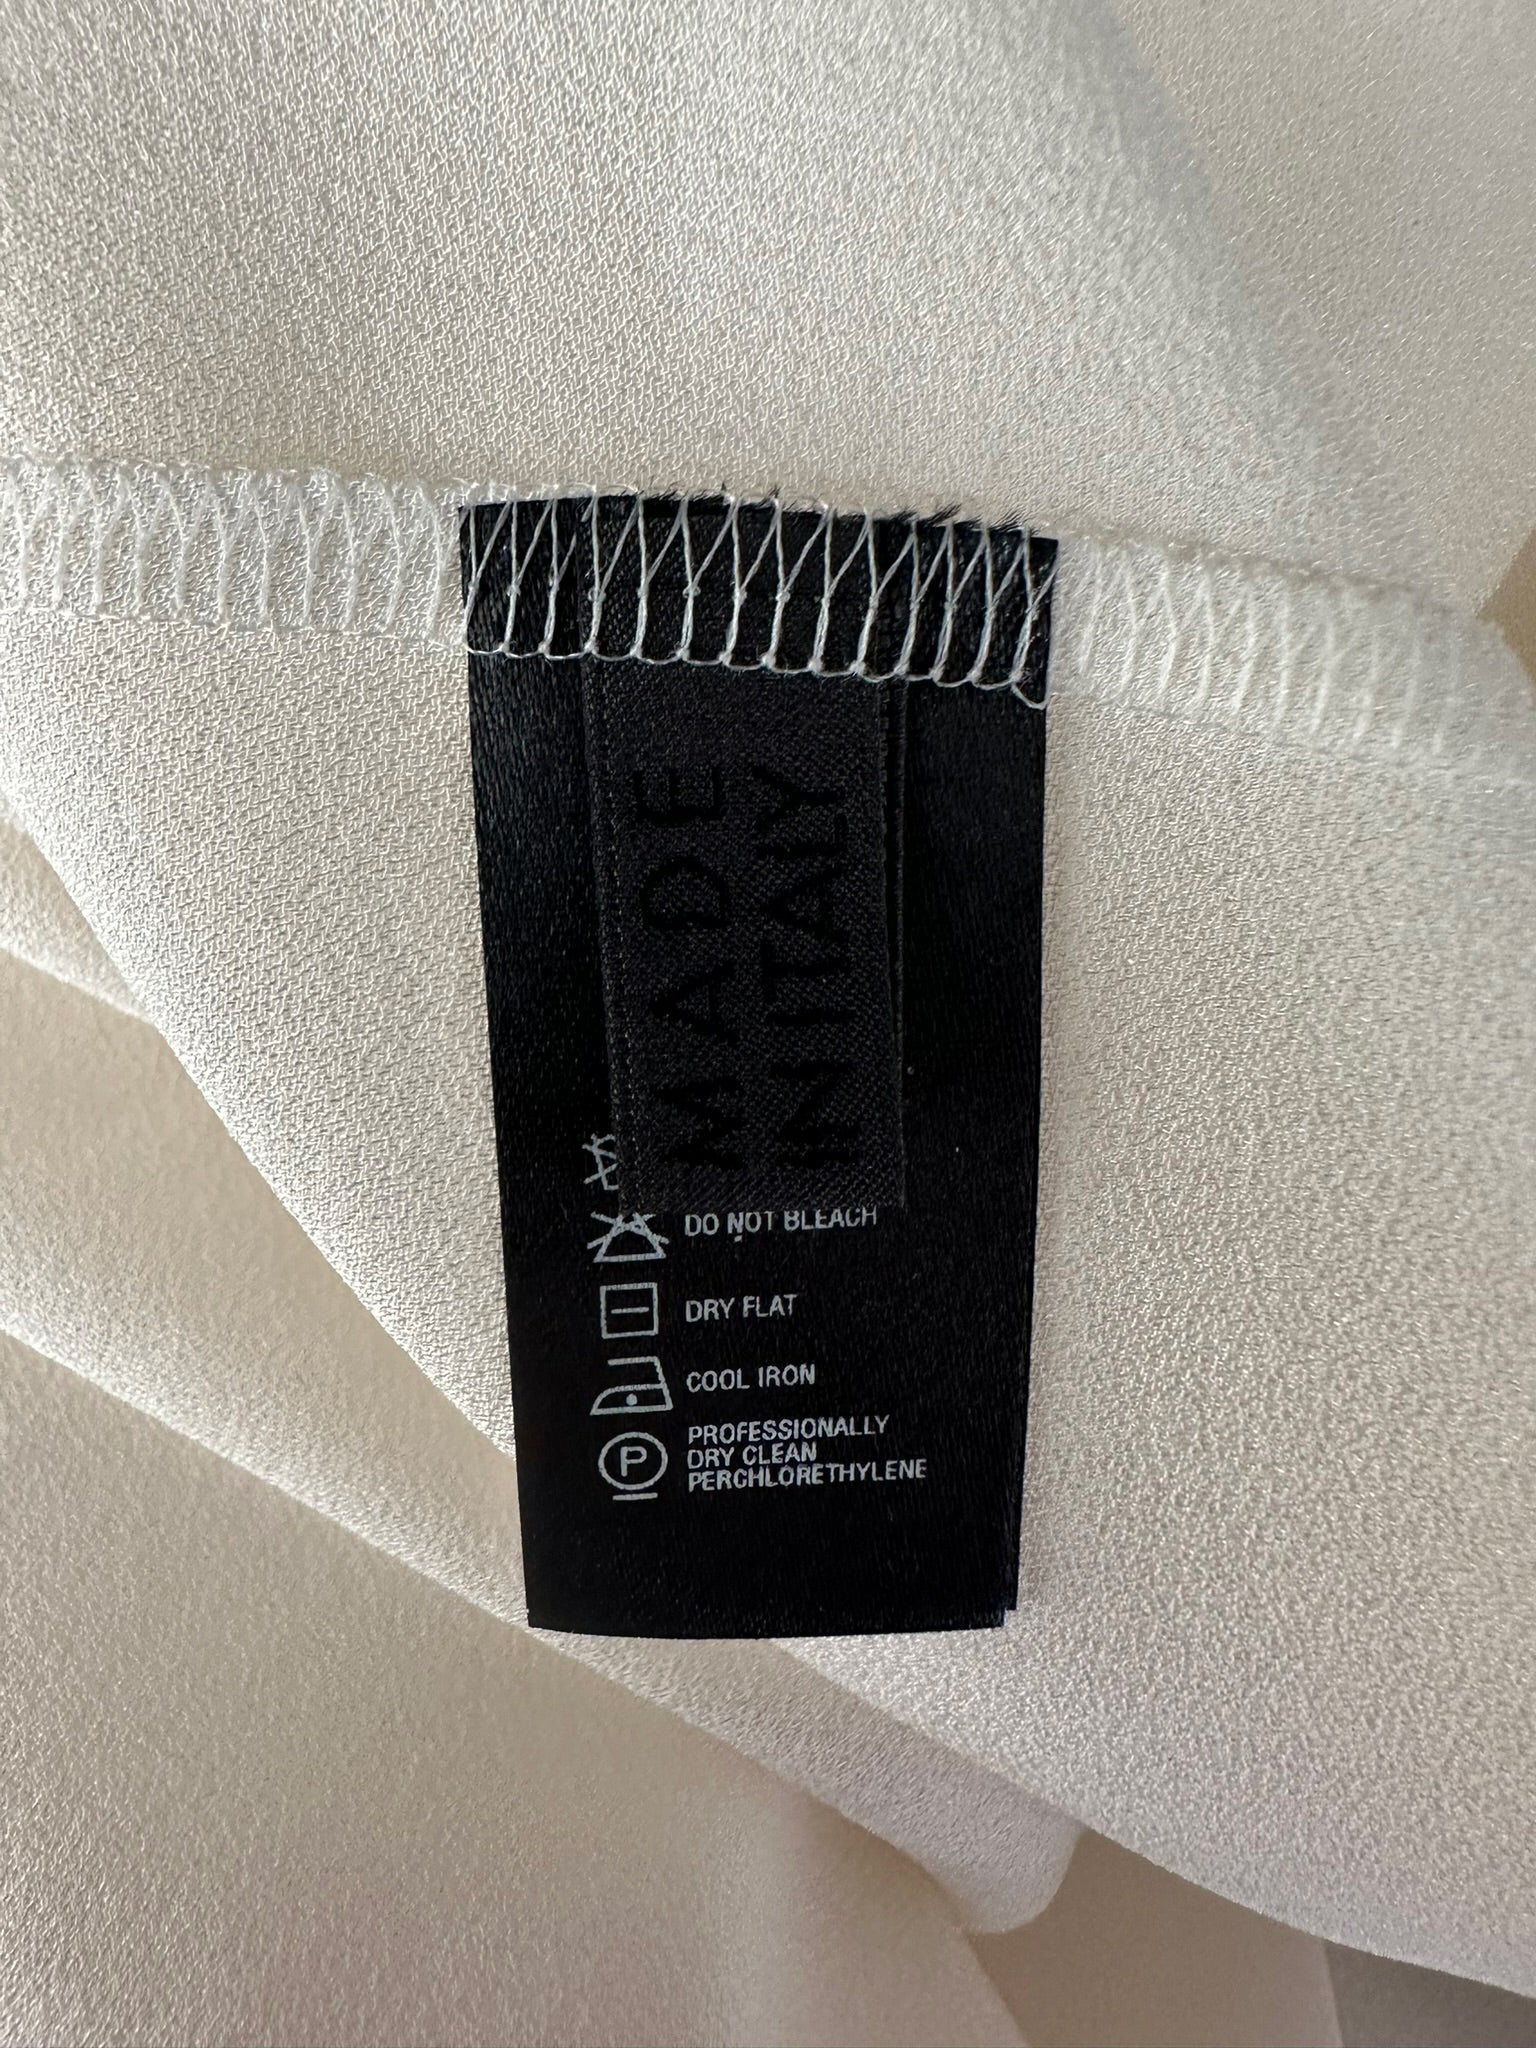 MADE
IN ITALY
DO NOT BLEACH
DRY FLAT
COOL IRON
P
PROFESSIONALLY
DRY CLEAN
PERCHLORETHYLENE